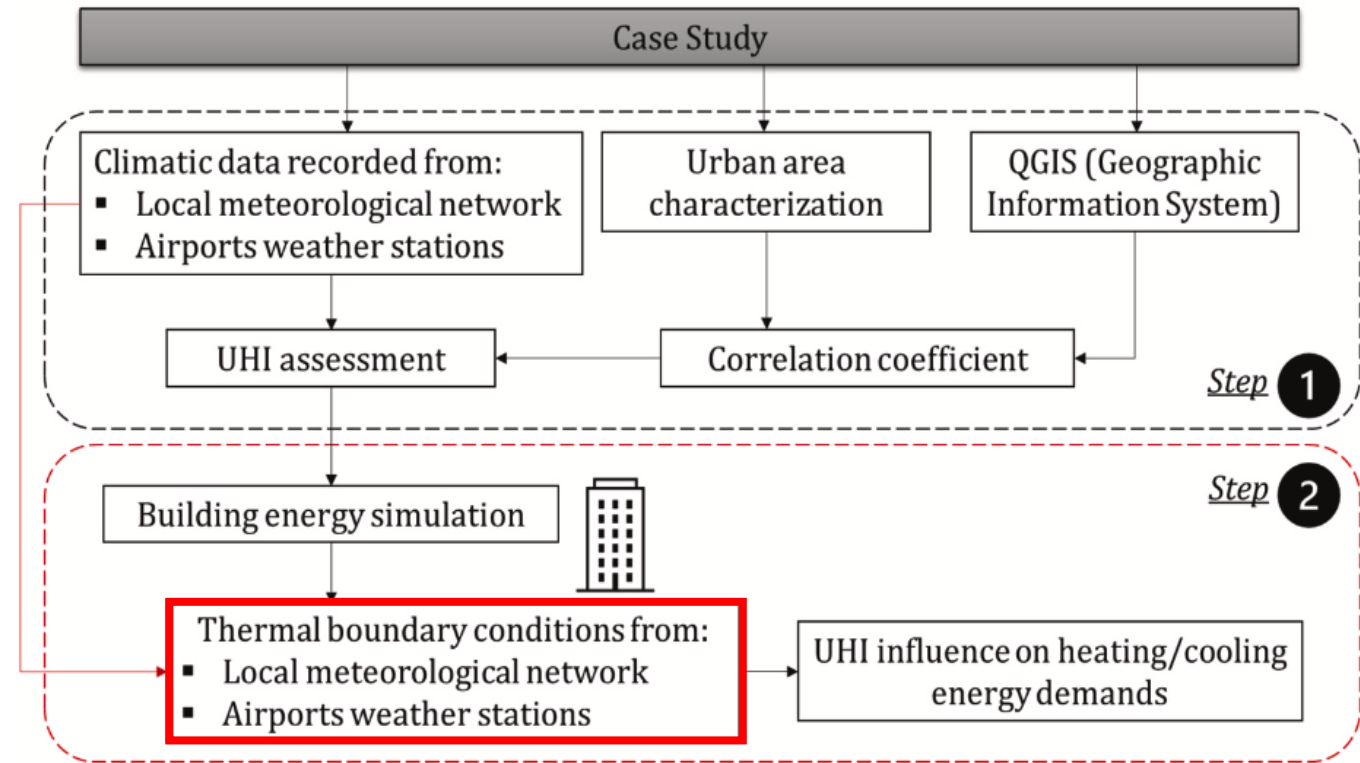 Case Study
Climatic data recorded from:
▪ Local meteorological network
▪ Airports weather stations
Urban area
characterization
QGIS (Geographic
Information System)
UHI assessment
Correlation coefficient
Step 1
Step 2
Building energy simulation
Thermal boundary conditions from:
▪ Local meteorological network
▪ Airports weather stations
UHI influence on heating/cooling
energy demands